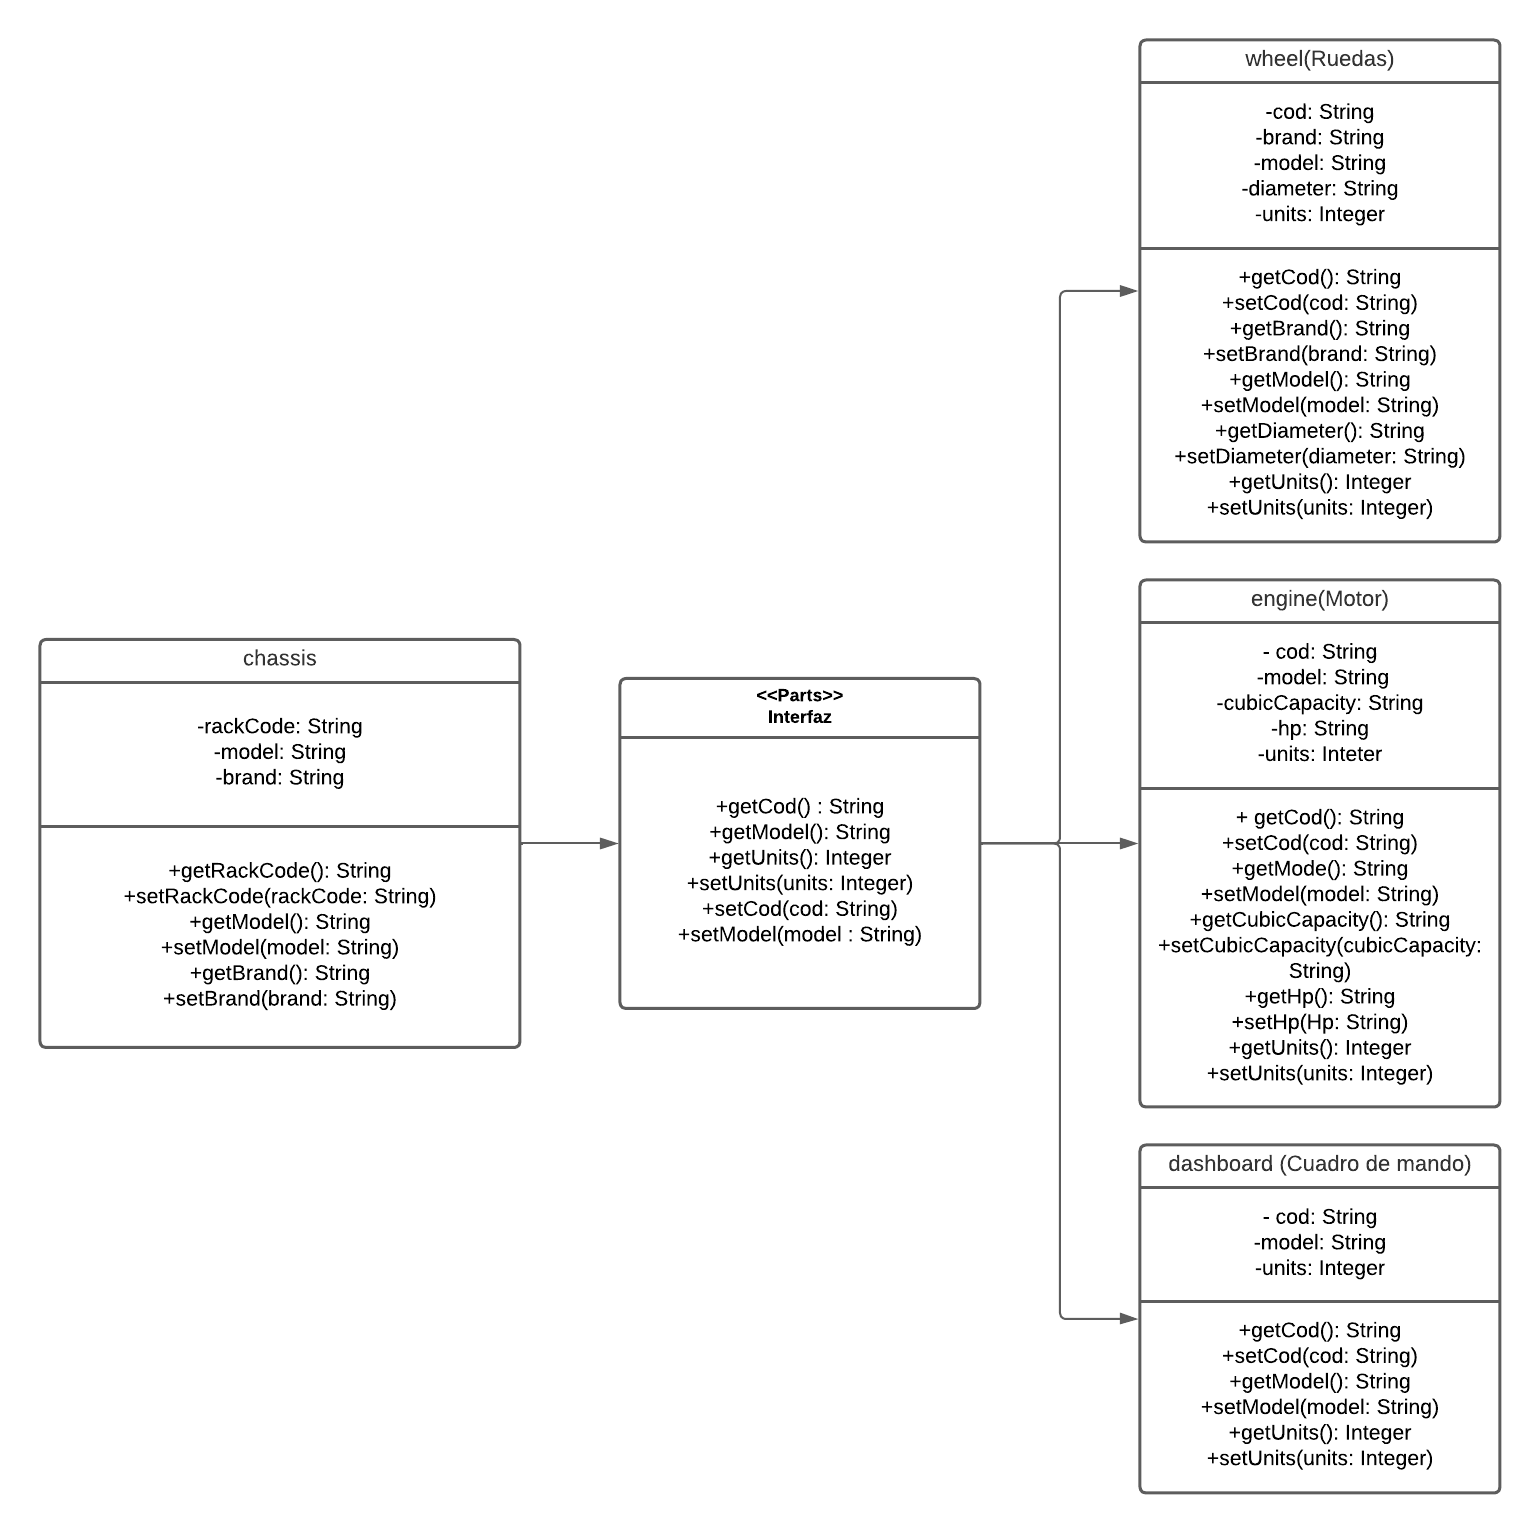 chassis
-rackCode: String
-model: String
-brand: String
+getRackCode(): String
+setRackCode(rackCode: String)
+getModel(): String
+setModel(model: String)
+getBrand(): String
+setBrand(brand: String)
<<Parts>>
Interfaz
+getCod() : String
+getModel(): String
+getUnits(): Integer
+setUnits(units: Integer)
+setCod(cod: String)
+setModel(model : String)
wheel(Ruedas)
-cod: String
-brand: String
-model: String
-diameter: String
-units: Integer
+getCod(): String
+setCod(cod: String)
+getBrand(): String
+setBrand(brand: String)
+getModel(): String
+setModel(model: String)
+getDiameter(): String
+setDiameter(diameter: String)
+getUnits(): Integer
+setUnits(units: Integer)
engine(Motor)
- cod: String
-model: String
-cubicCapacity: String
-hp: String
-units: Inteter
+ getCod(): String
+setCod(cod: String)
+getMode(): String
+setModel(model: String)
+getCubicCapacity(): String
+setCubicCapacity(cubicCapacity:
String)
+getHp(): String
+setHp(Hp: String)
+getUnits(): Integer
+setUnits(units: Integer)
dashboard (Cuadro de mando)
- cod: String
-model: String
-units: Integer
+getCod(): String
+setCod(cod: String)
+getModel(): String
+setModel(model: String)
+getUnits(): Integer
+setUnits(units: Integer)